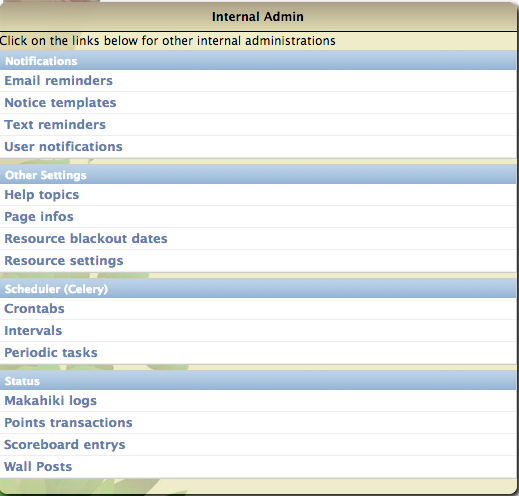 Internal Admin
Click on the links below for other internal administrations
Notifications
Email reminders
Notice templates
Text reminders
User notifications
Other Settings
Help topics
Page infos
Resource blackout dates
Resource settings
Scheduler (Celery)
Crontabs
Intervals
Periodic tasks
Status
Makahiki logs
Points transactions
Scoreboard entrys
Wall Posts